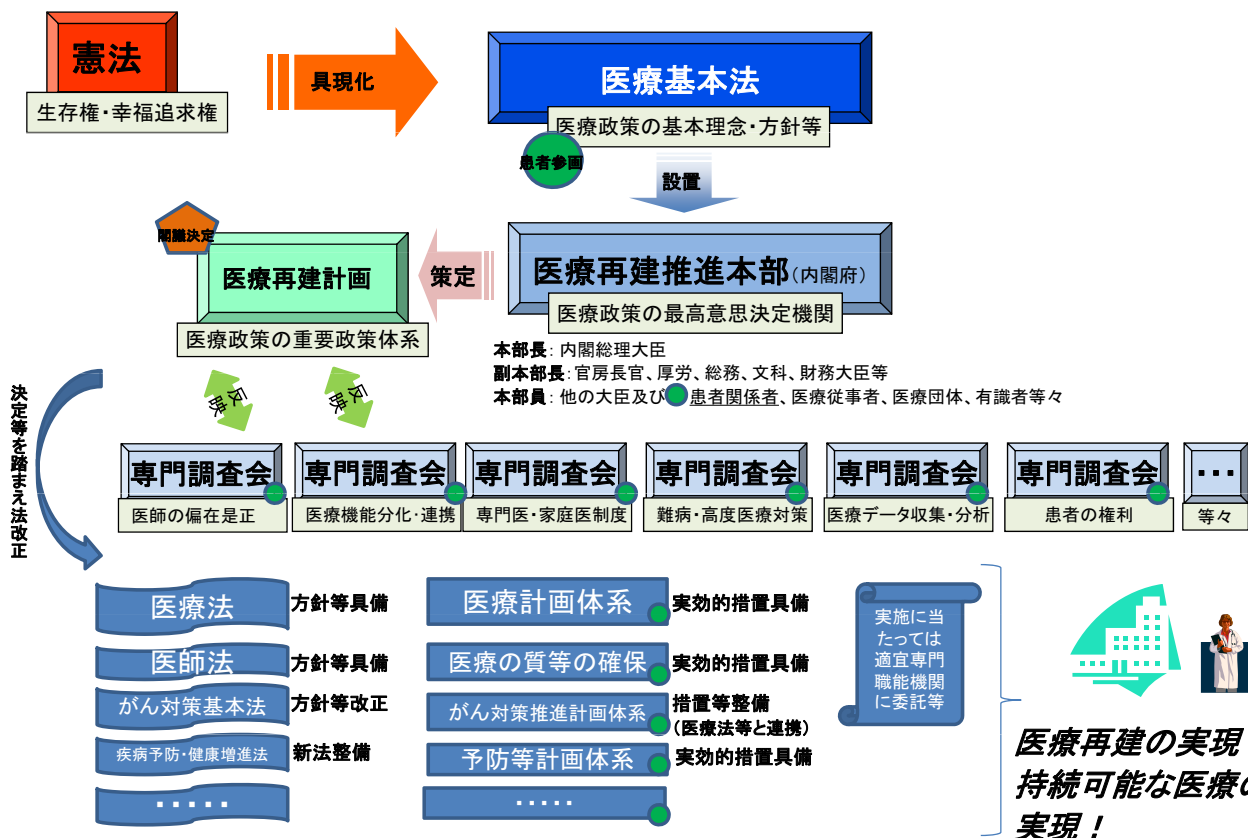 憲法
生存権・幸福追求権
具現化
医療基本法
医療政策の基本理念・方針等
患者参画
設置
閣議決定
医療再建計画
医療政策の重要政策体系
策定
医療再建推進本部(内閣府)
医療政策の最高意思決定機関
本部長：内閣総理大臣
副本部長：官房長官、厚労、総務、文科、財務大臣等
本部員：他の大臣及び 患者関係者、医療従事者、医療団体、有識者等々
反映
反映
決定等を踏まえ法改正
専門調査会
医師の偏在是正
専門調査会
医療機能分化・連携
専門調査会
専門医・家庭医制度
専門調査会
難病・高度医療対策
専門調査会
医療データ収集・分析
専門調査会
患者の権利
・・・
等々
医療法
方針等具備
医師法
方針等具備
がん対策基本法
方針等改正
疾病予防・健康増進法
新法整備
・・・・・
医療計画体系
実効的措置具備
医療の質等の確保
実効的措置具備
がん対策推進計画体系
措置等整備
(医療法等と連携)
予防等計画体系
実効的措置具備
・・・・・
実施に当
たっては
適宜専門
職能機関
に委託等
医療再建の実現
持続可能な医療の
実現！